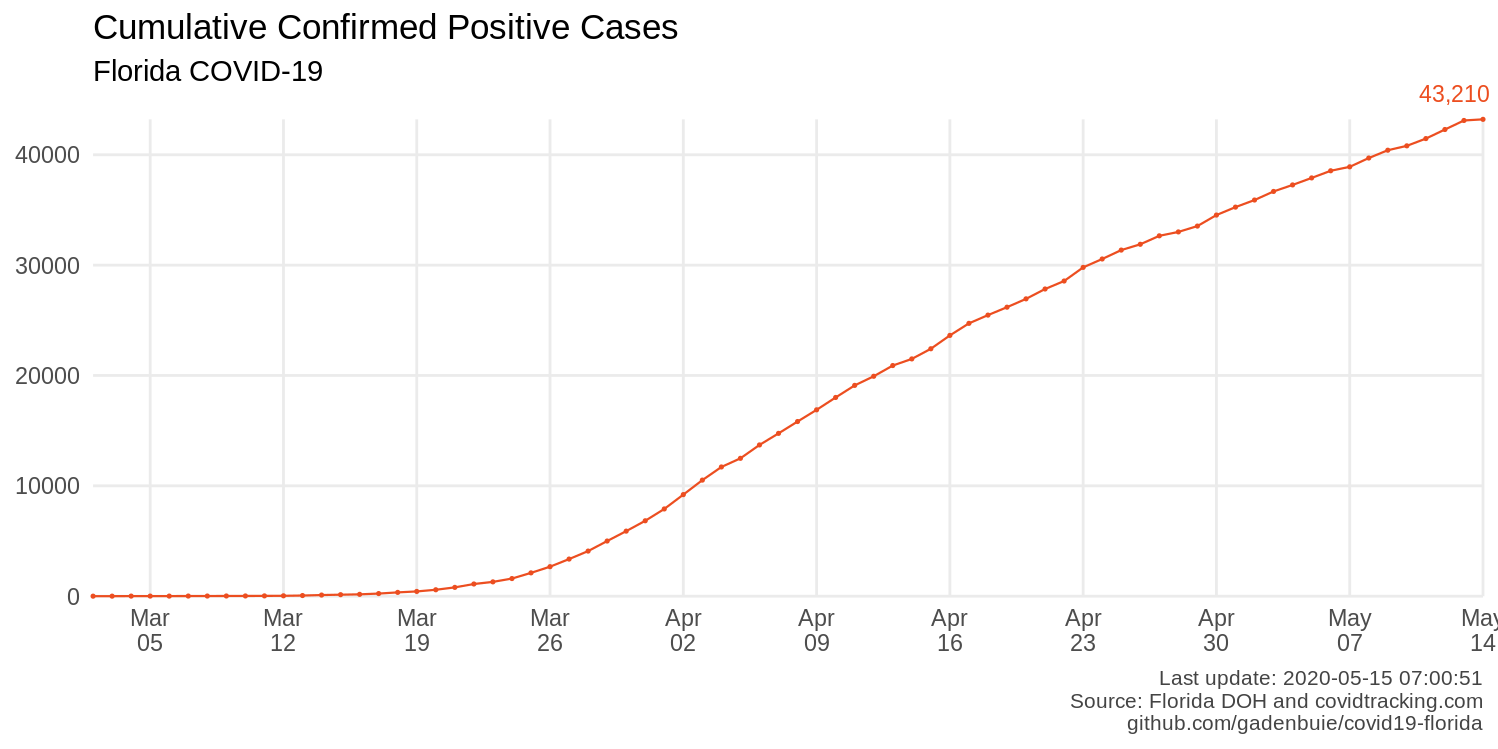 Cumulative Confirmed Positive Cases
Florida COVID-19
43,210
40000
30000
20000
10000
0
Mar
05
Mar
12
Mar
19
Mar
26
Apr
02
Apr
09
Apr
16
Apr
23
Apr
30
May
07
May
14
Last update: 2020-05-15 07:00:51
Source: Florida DOH and covidtracking.com
github.com/gadenbuie/covid19-florida